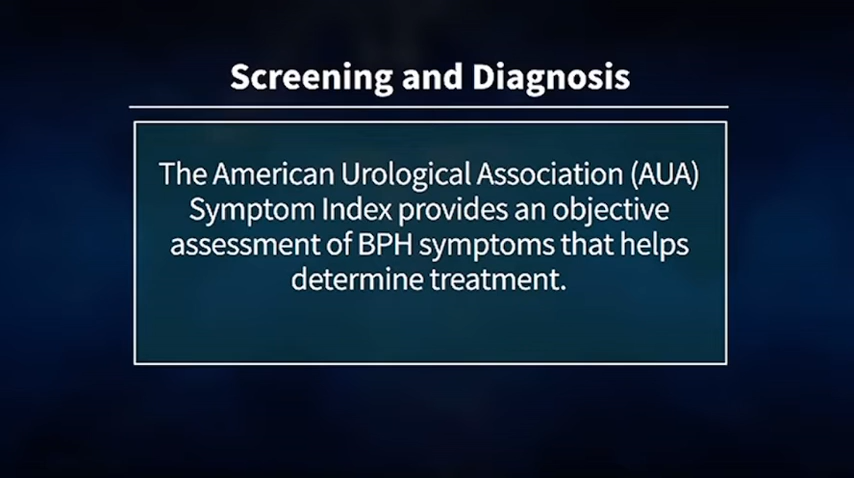 Screening and Diagnosis
The American Urological Association (AUA)
Symptom Index provides an objective
assessment of BPH symptoms that helps
determine treatment.